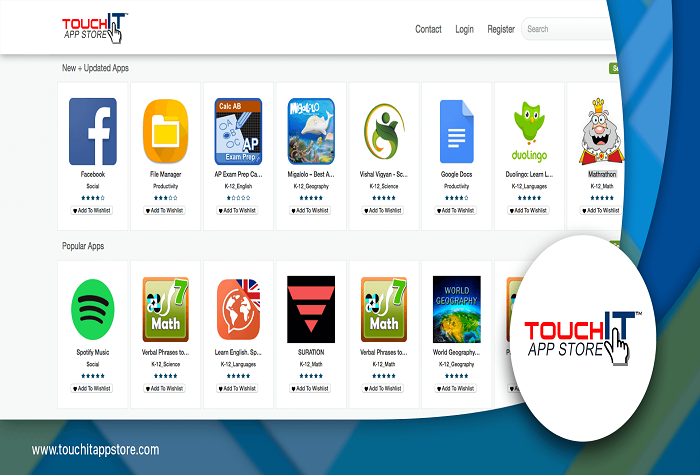 TOUCHIT™
APP STORE
Contact Login Register Search
New + Updated Apps
Facebook
Social
Add To Wishlist
File Manager
Productivity
Add To Wishlist
Calc AB
AP
Exam Prep
AP Exam Prep Ca...
K-12_English
Add To Wishlist
Migalolo
Migalolo - Best A...
K-12_Geography
Add To Wishlist
Vishal Vigyan - Sc...
K-12_Science
Add To Wishlist
Google Docs
Productivity
Add To Wishlist
duolingo
Duolingo: Learn L...
K-12_Languages
Add To Wishlist
Mathrathon
K-12_Math
Add To Wishlist
Popular Apps
Spotify Music
Social
Add To Wishlist
7
Math
Verbal Phrases to...
K-12_Science
Add To Wishlist
Learn English. Sp...
K-12_Languages
Add To Wishlist
SURATION
K-12_Math
Add To Wishlist
7
Math
Verbal Phrases to...
K-12_Math
Add To Wishlist
WORLD
GEOGRAPHY
World Geography...
K-12_Geography
Add To Wishlist
TOUCHIT™
APP STORE
www.touchitappstore.com